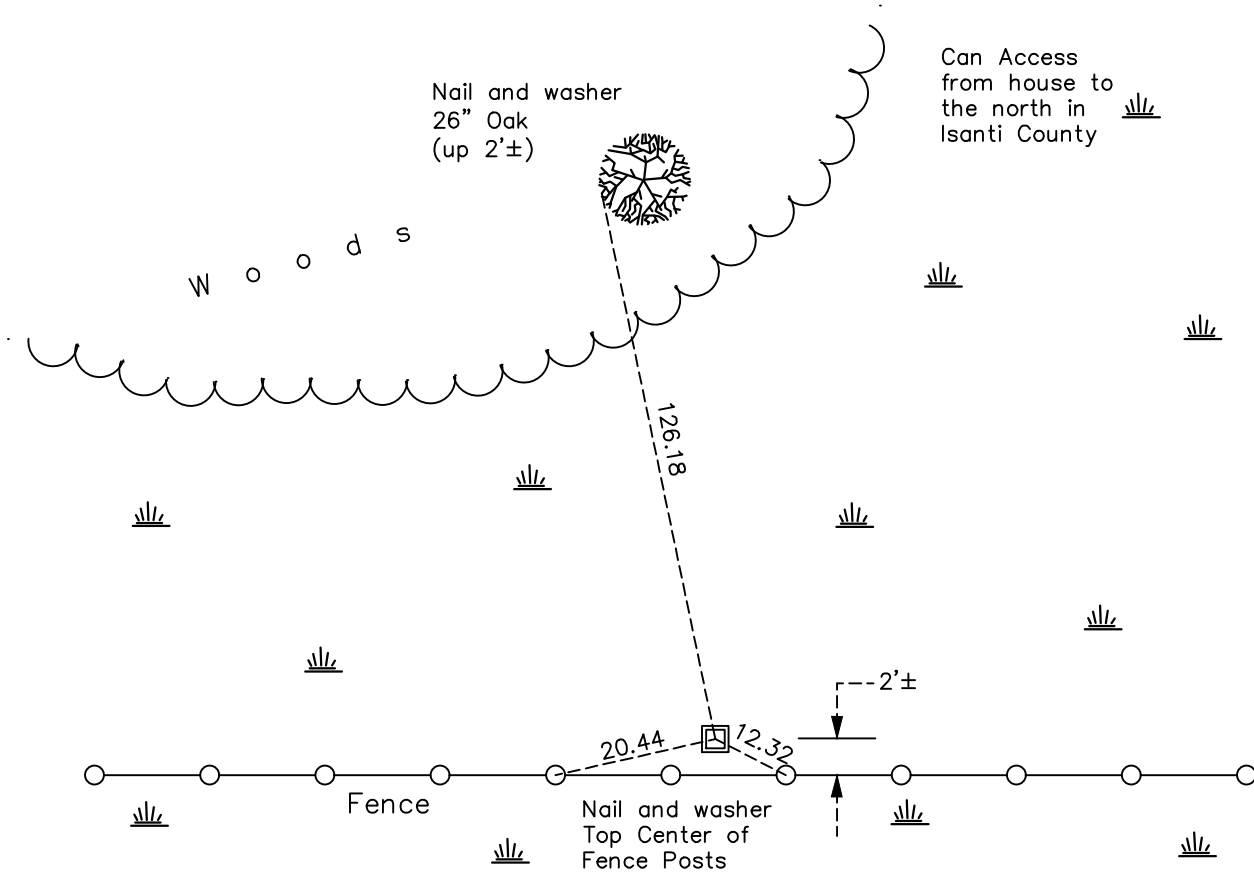 Can Access
from house to
the north in
Isanti County
Nail and washer
26” Oak
(up 2'±)
Woods
126.18
2'±
20.44
12.32
Fence
Nail and washer
Top Center of
Fence Posts